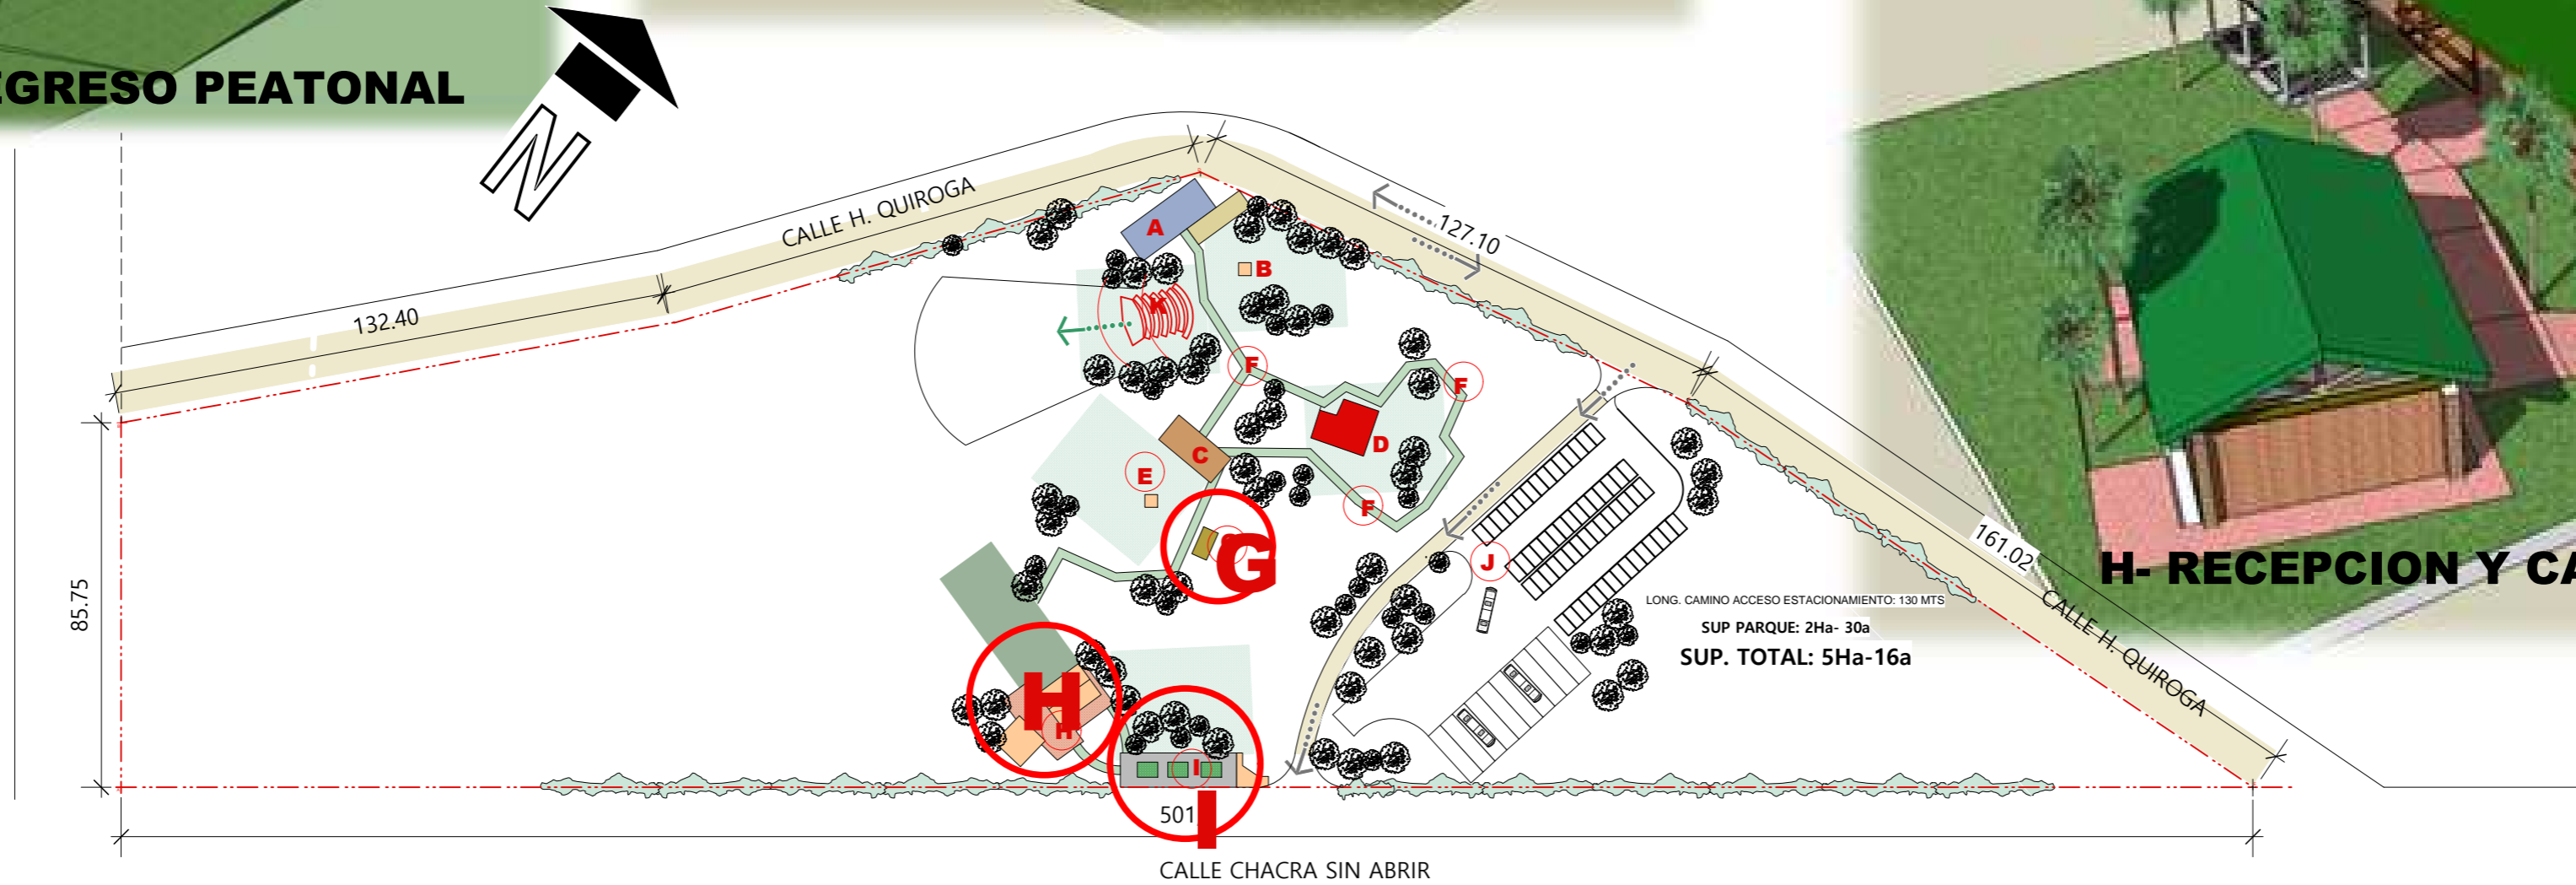 EGRESO PEATONAL
N
CALLE H. QUIROGA
132.40
127.10
A
B
K
F
F
D
C
E
F
G
J
161.02
H- RECEPCION Y CA
LONG. CAMINO ACCESO ESTACIONAMIENTO: 130 MTS
SUP PARQUE: 2Ha- 30a
SUP. TOTAL: 5Ha-16a
CALLE H. QUIROGA
85.75
H
H
I
I
501
CALLE CHACRA SIN ABRIR